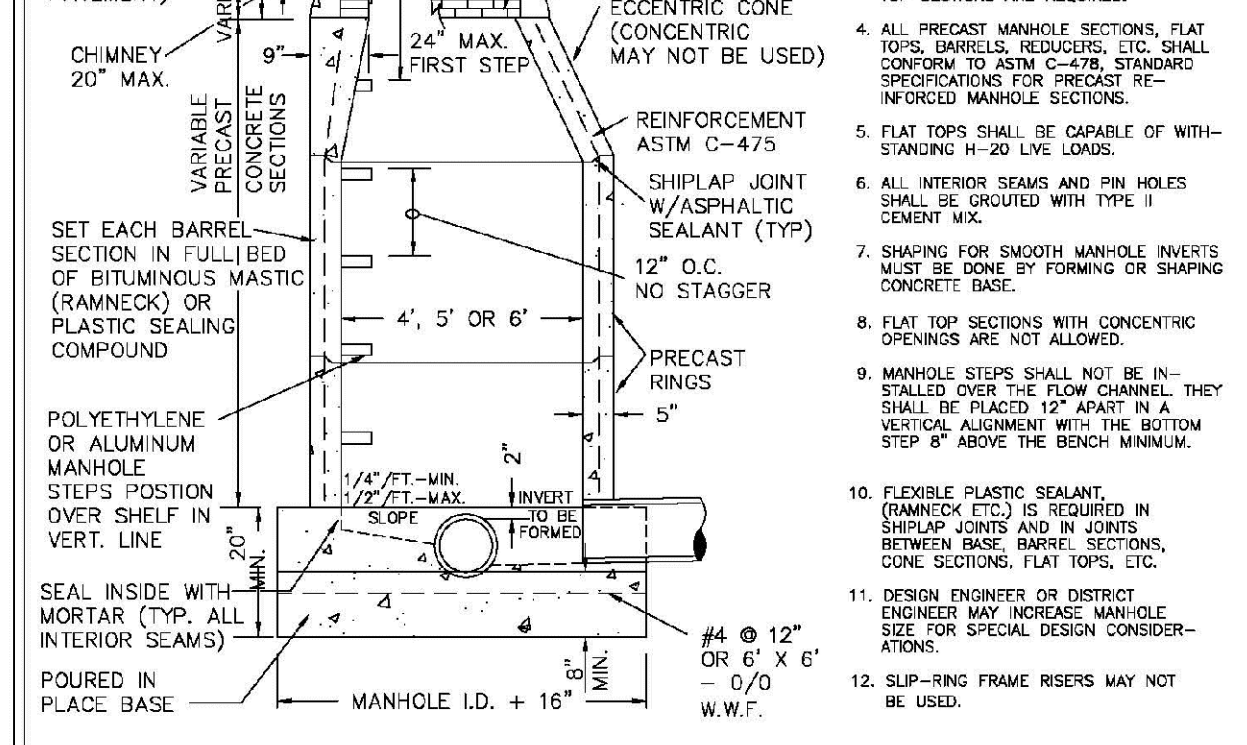 CHIMNEY
20" MAX.
9"
24" MAX.
FIRST STEP
ECCENTRIC CONE
(CONCENTRIC
MAY NOT BE USED)
VARIABLE
PRECAST
CONCRETE
SECTIONS
REINFORCEMENT
ASTM C-475
SHIPLAP JOINT
W/ASPHALTIC
SEALANT (TYP)
SET EACH BARREL
SECTION IN FULL BED
OF BITUMINOUS MASTIC
(RAMNECK) OR
PLASTIC SEALING
COMPOUND
12" O.C.
NO STAGGER
4', 5' OR 6'
PRECAST
RINGS
5"
POLYETHYLENE
OR ALUMINUM
MANHOLE
STEPS POSTION
OVER SHELF IN
VERT. LINE
1/4"/FT.-MIN.
1/2"/FT.-MAX.
SLOPE
2"
INVERT
TO BE
FORMED
20"
MIN.
SEAL INSIDE WITH
MORTAR (TYP. ALL
INTERIOR SEAMS)
POURED IN
PLACE BASE
MANHOLE I.D. + 16"
8"
MIN.
#4 @ 12"
OR 6' X 6'
- 0/0
W.W.F.
4. ALL PRECAST MANHOLE SECTIONS, FLAT
TOPS, BARRELS, REDUCERS, ETC. SHALL
CONFORM TO ASTM C-478, STANDARD
SPECIFICATIONS FOR PRECAST RE-
INFORCED MANHOLE SECTIONS.
5. FLAT TOPS SHALL BE CAPABLE OF WITH-
STANDING H-20 LIVE LOADS.
6. ALL INTERIOR SEAMS AND PIN HOLES
SHALL BE GROUTED WITH TYPE II
CEMENT MIX.
7. SHAPING FOR SMOOTH MANHOLE INVERTS
MUST BE DONE BY FORMING OR SHAPING
CONCRETE BASE.
8. FLAT TOP SECTIONS WITH CONCENTRIC
OPENINGS ARE NOT ALLOWED.
9. MANHOLE STEPS SHALL NOT BE IN-
STALLED OVER THE FLOW CHANNEL. THEY
SHALL BE PLACED 12" APART IN A
VERTICAL ALIGNMENT WITH THE BOTTOM
STEP 8" ABOVE THE BENCH MINIMUM.
10. FLEXIBLE PLASTIC SEALANT,
(RAMNECK ETC.) IS REQUIRED IN
SHIPLAP JOINTS AND IN JOINTS
BETWEEN BASE, BARREL SECTIONS,
CONE SECTIONS, FLAT TOPS, ETC.
11. DESIGN ENGINEER OR DISTRICT
ENGINEER MAY INCREASE MANHOLE
SIZE FOR SPECIAL DESIGN CONSIDER-
ATIONS.
12. SLIP-RING FRAME RISERS MAY NOT
BE USED.